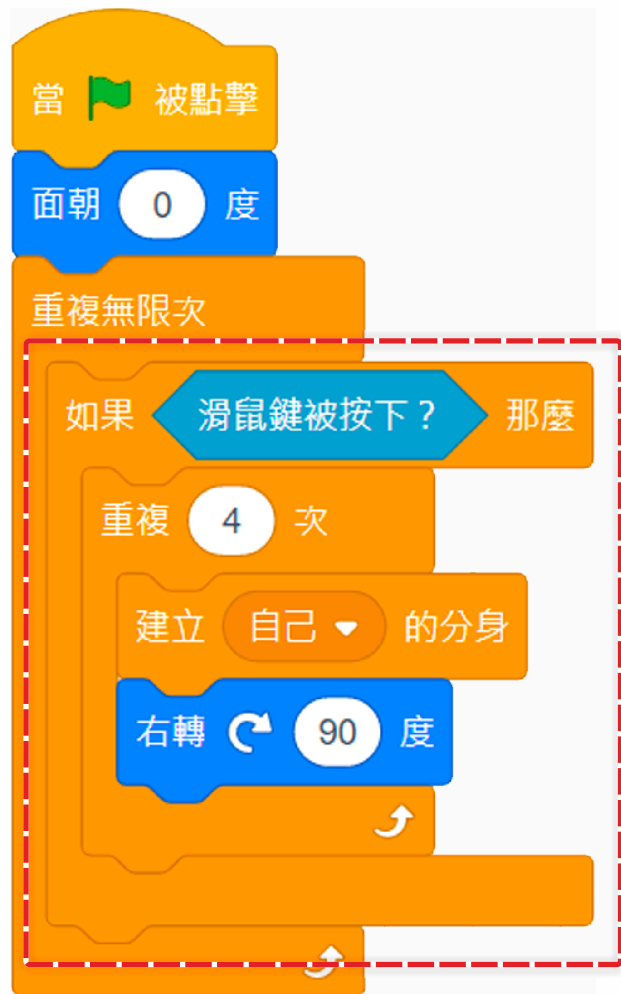 當 被點擊
面朝 0 度
重複無限次
如果 滑鼠鍵被按下？ 那麼
重複 4 次
建立 自己 的分身
右轉 90 度